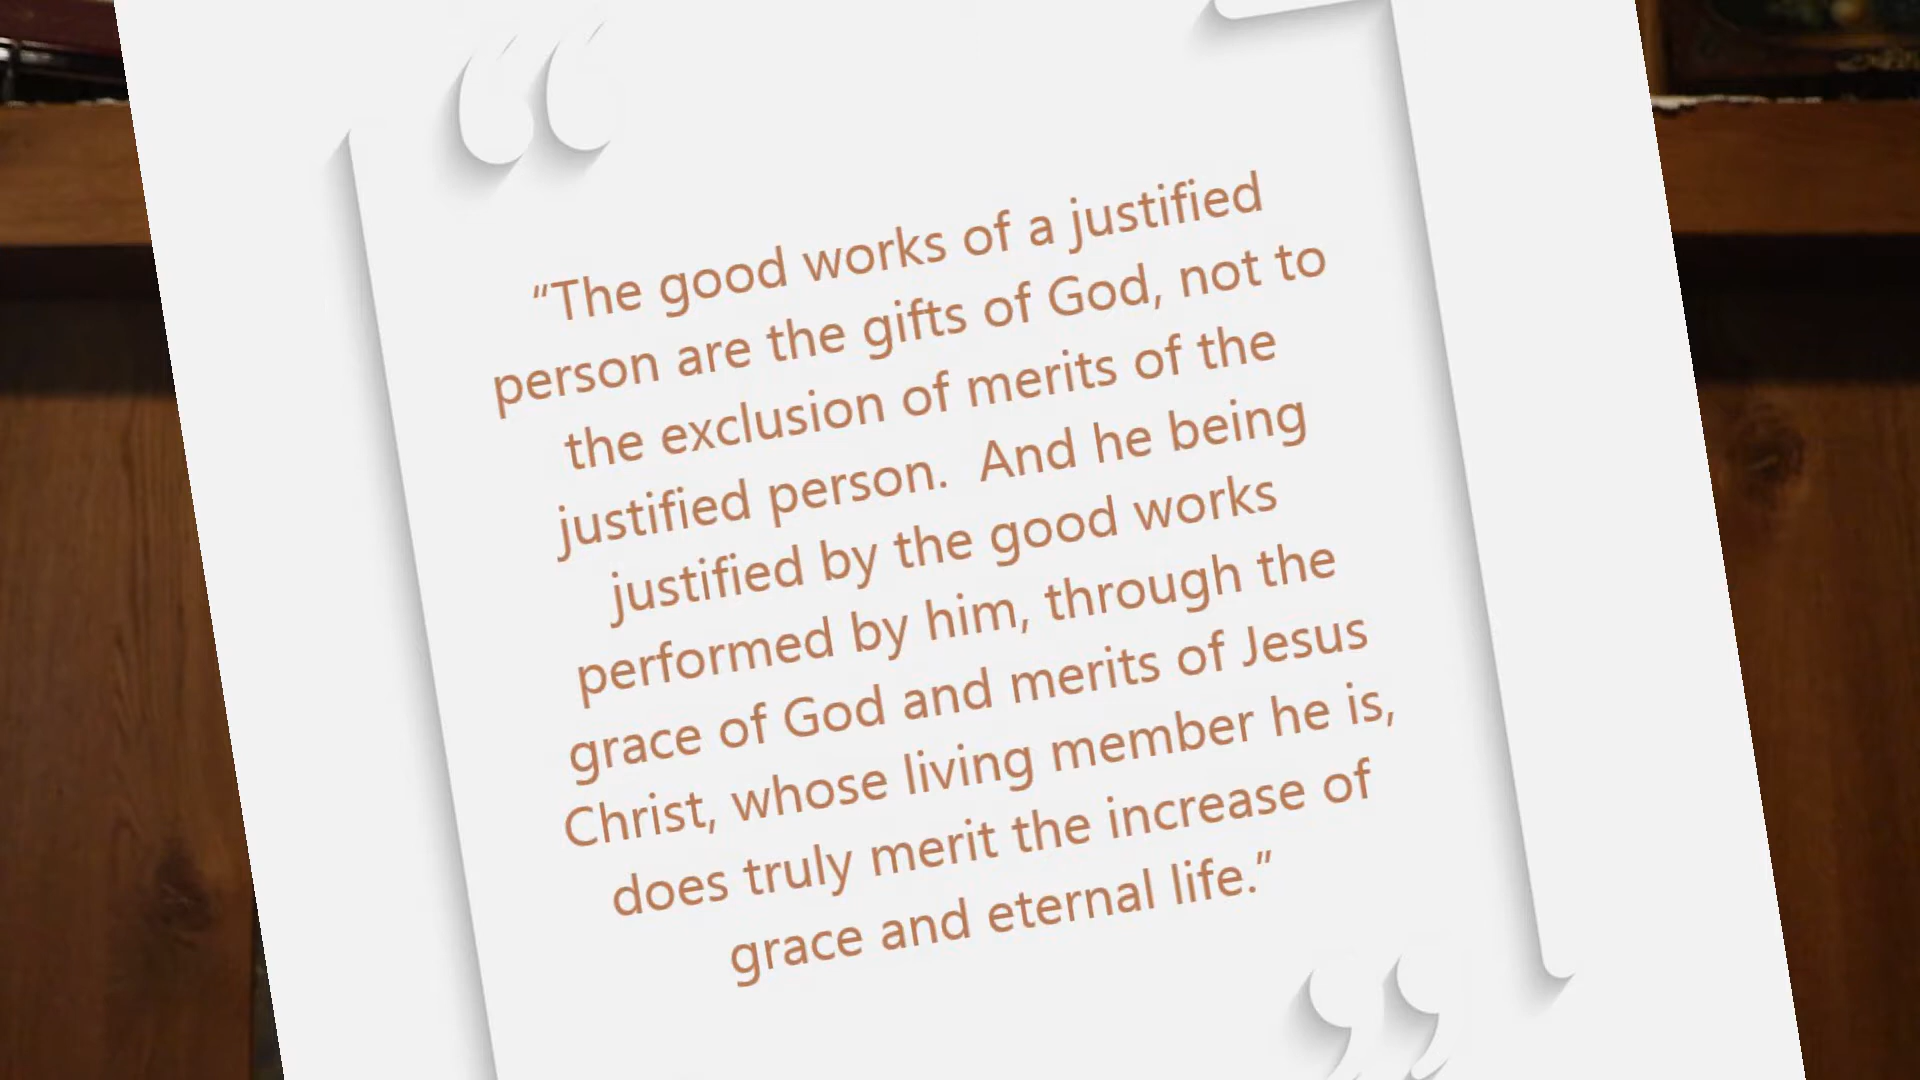 “The good works of a justified
person are the gifts of God, not to
the exclusion of merits of the
justified person.  And he being
justified by the good works
performed by him, through the
grace of God and merits of Jesus
Christ, whose living member he is,
does truly merit the increase of
grace and eternal life.”